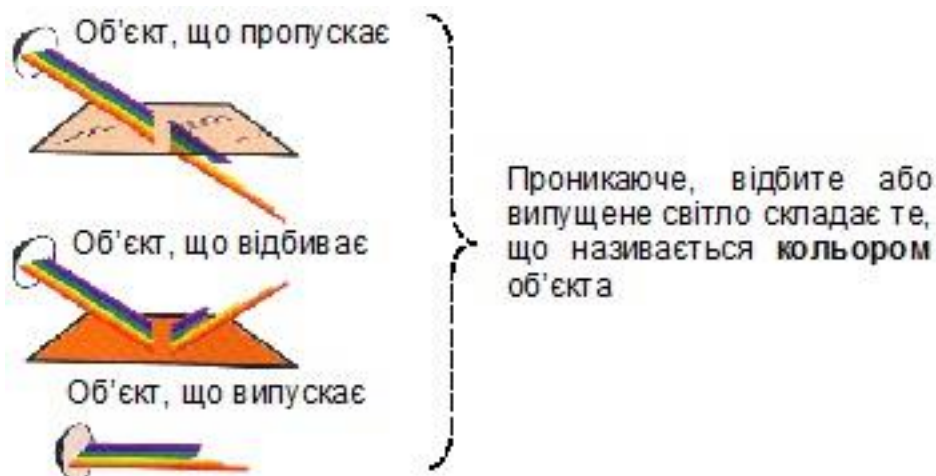 Об’єкт, що пропускає
Об’єкт, що відбиває
Об’єкт, що випускає
Проникаюче, відбите або
випущене світло складає те,
що називається кольором
об’єкта